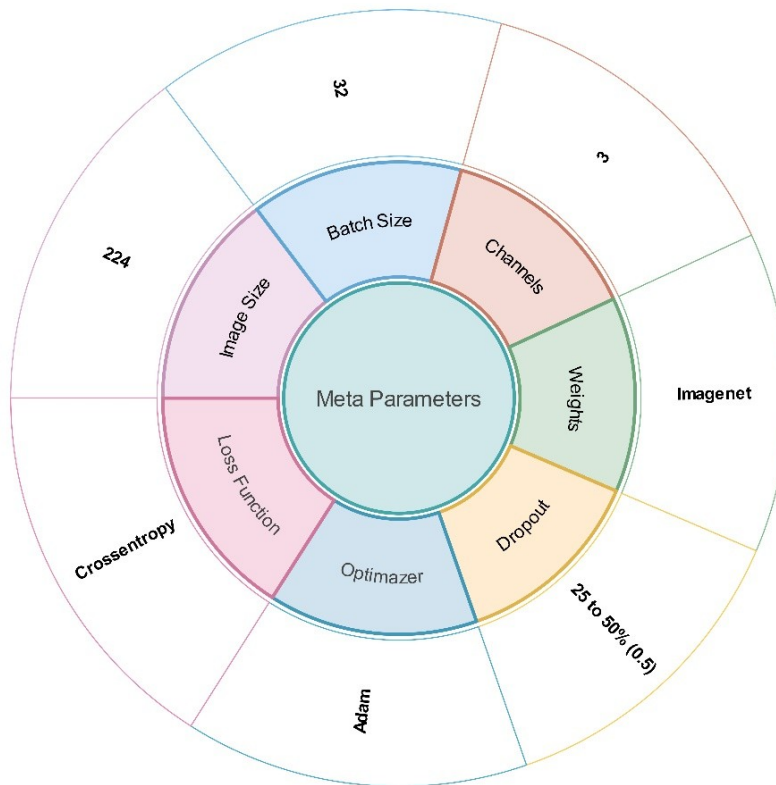 Meta Parameters
Batch Size
32
Channels
3
Weights
Imagenet
Dropout
25 to 50% (0.5)
Optimazer
Adam
Loss Function
Crossentropy
Image Size
224